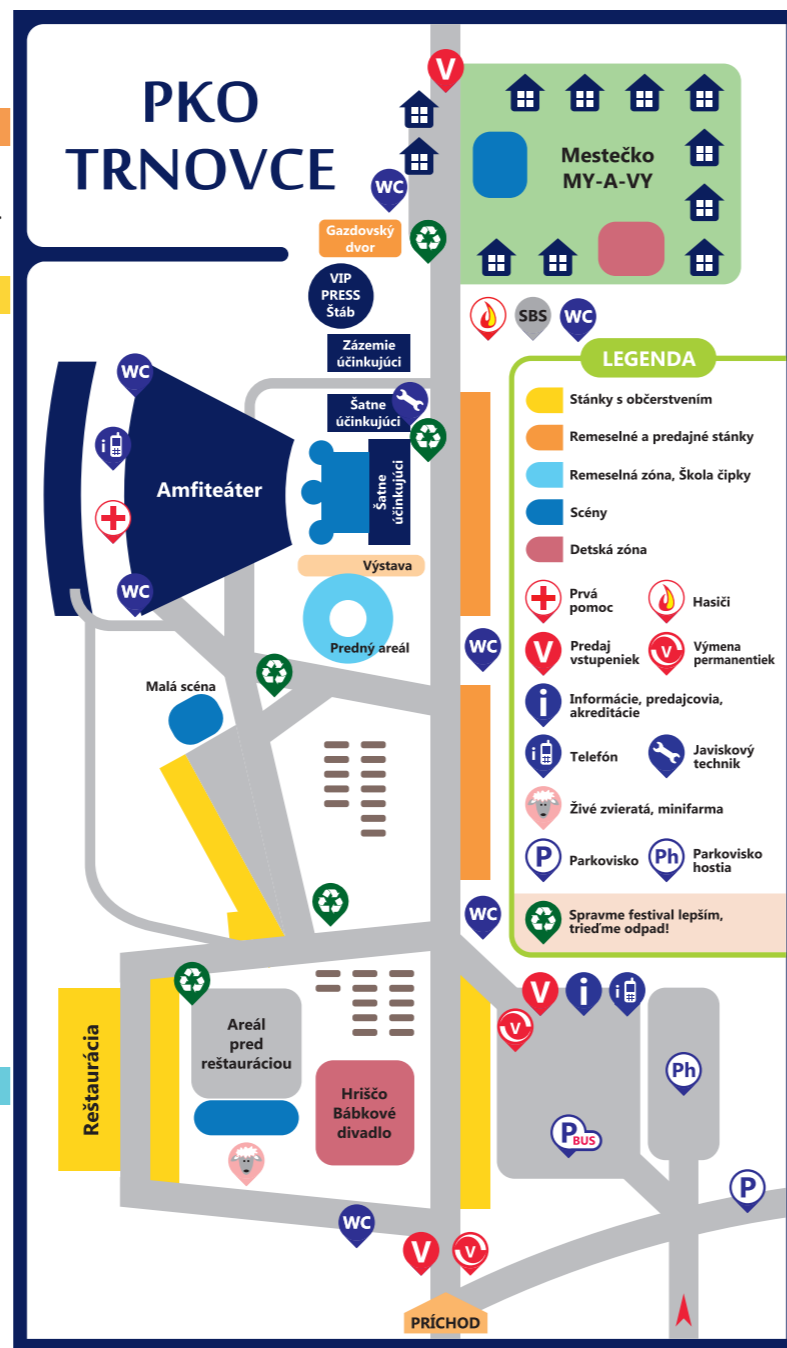 PKO
TRNOVCE
V
WC
Mestečko
MY-A-VY
Gazdovský
dvor
VIP
PRESS
Štáb
SBS
WC
Zázemie
účinkujúci
WC
Šatne
účinkujúci
i
Amfiteáter
Šatne
účinkujúci
WC
Výstava
Predný areál
WC
Malá scéna
LEGENDA
Stánky s občerstvením
Remeselné a predajné stánky
Remeselná zóna, Škola čipky
Scény
Detská zóna
Prvá
pomoc
Hasiči
V
Predaj
vstupeniek
V
Výmena
permanentiek
i
Informácie, predajcovia,
akreditácie
i
Telefón
Javiskový
technik
Živé zvieratá, minifarma
P
Parkovisko
Ph
Parkovisko
hostia
Spravme festival lepším,
trieďme odpad!
WC
V
i
i
V
Reštaurácia
Areál
pred
reštauráciou
Hrisčo
Bábkové
divadlo
Ph
P BUS
P
WC
V
V
PRÍCHOD